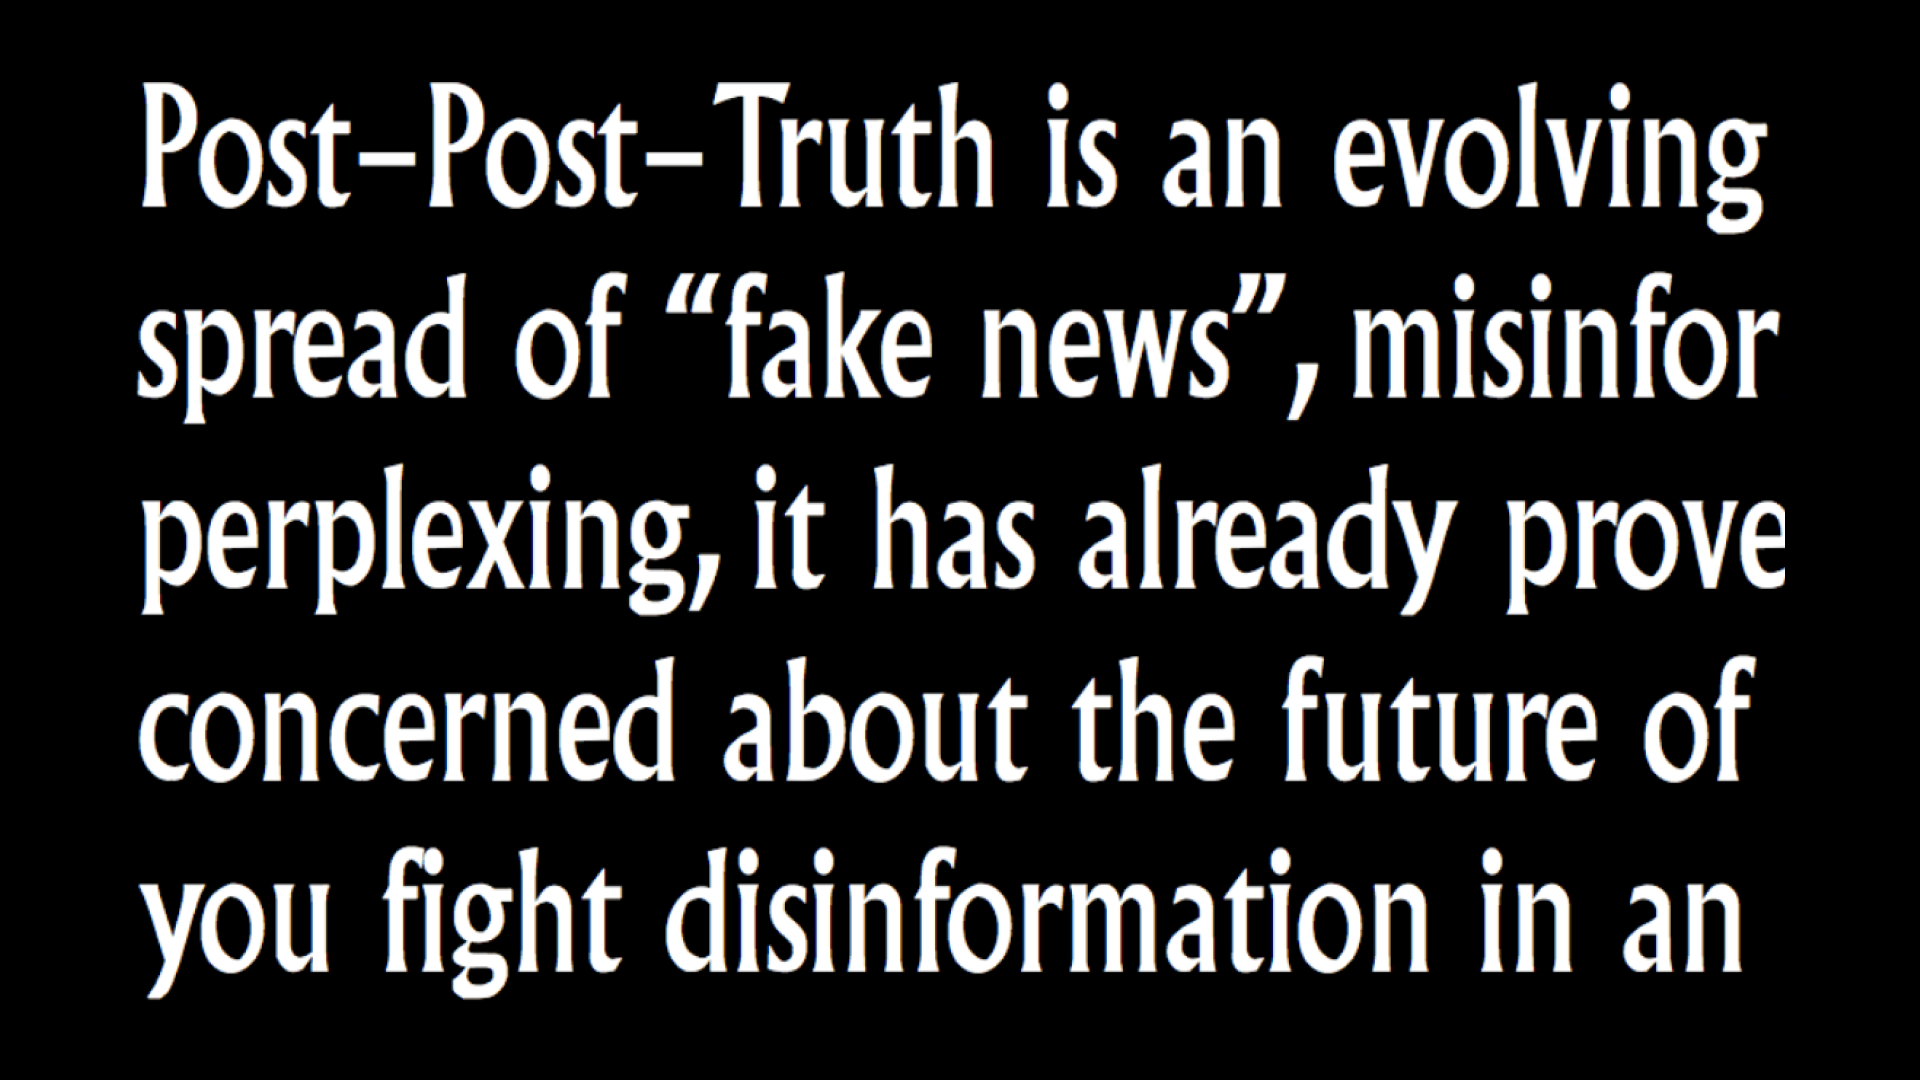 Post–Post–Truth is an evolving
spread of “fake news”, misinfor
perplexing, it has already prove
concerned about the future of
you fight disinformation in an